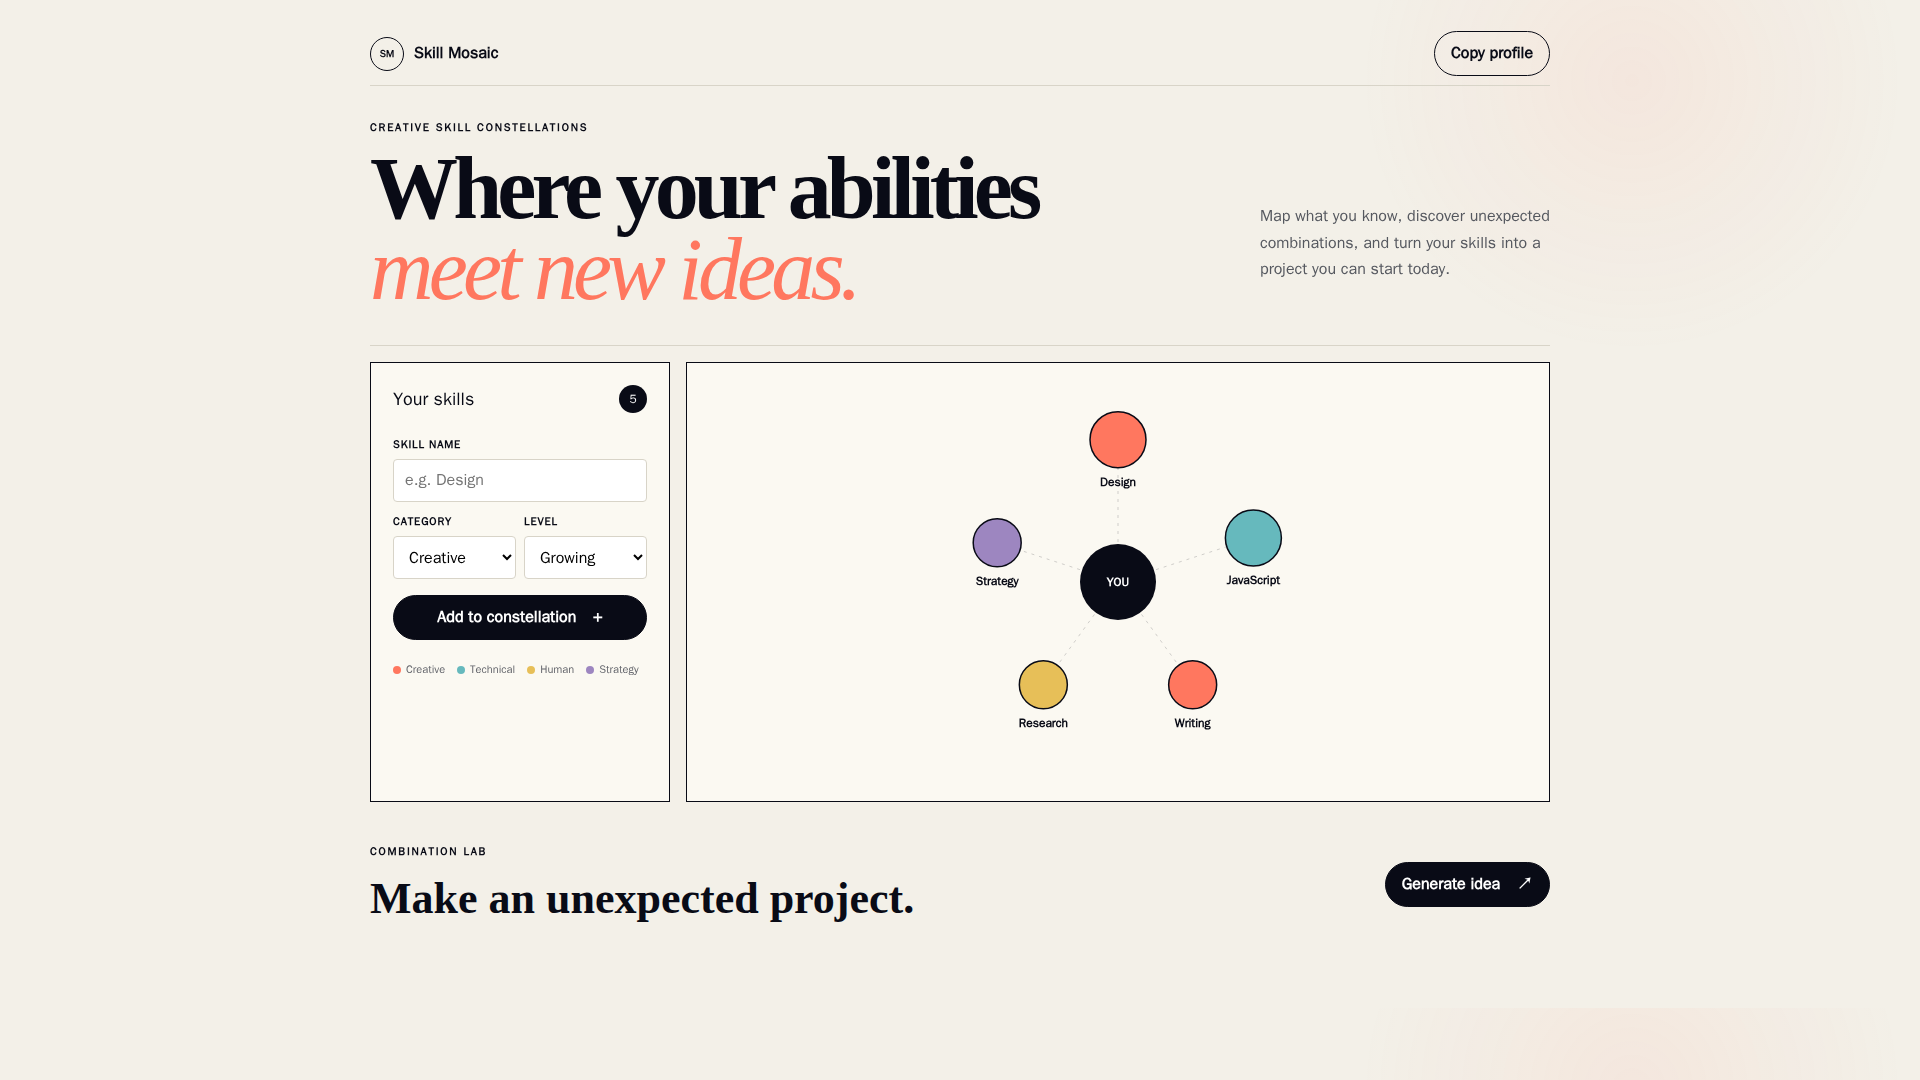 SM Skill Mosaic
Copy profile
CREATIVE SKILL CONSTELLATIONS
Where your abilities
meet new ideas.
Map what you know, discover unexpected
combinations, and turn your skills into a
project you can start today.
Your skills
5
SKILL NAME
e.g. Design
CATEGORY
LEVEL
Creative
Growing
Add to constellation +
Creative
Technical
Human
Strategy
Design
Strategy
JavaScript
YOU
Research
Writing
COMBINATION LAB
Make an unexpected project.
Generate idea ↗